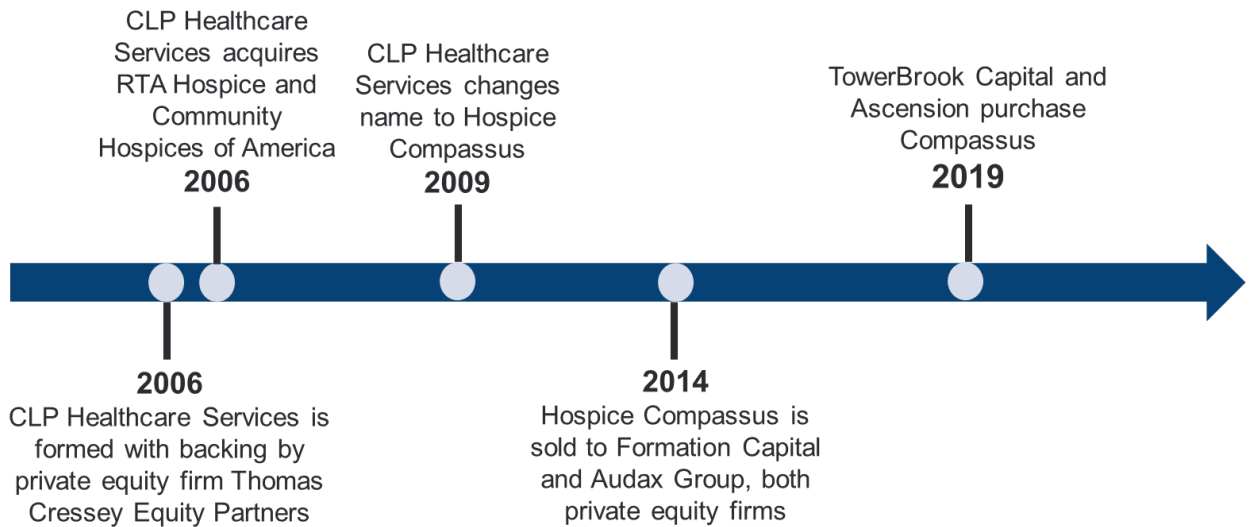 CLP Healthcare
Services acquires
RTA Hospice and
Community
Hospices of America
2006
CLP Healthcare
Services changes
name to Hospice
Compassus
2009
TowerBrook Capital and
Ascension purchase
Compassus
2019
2006
CLP Healthcare Services is
formed with backing by
private equity firm Thomas
Cressey Equity Partners
2014
Hospice Compassus is
sold to Formation Capital
and Audax Group, both
private equity firms